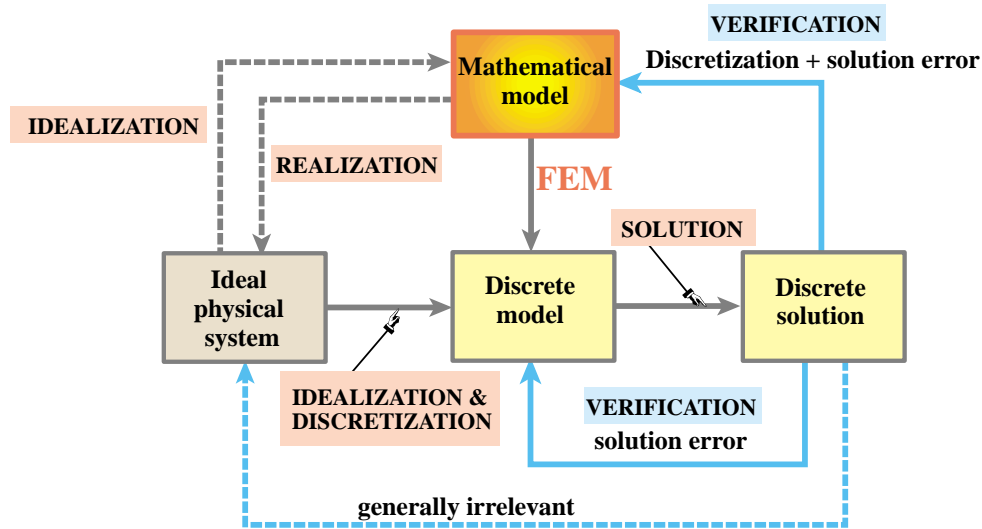 VERIFICATION
Discretization + solution error
Mathematical
model
IDEALIZATION
REALIZATION
FEM
SOLUTION
Ideal
physical
system
Discrete
model
Discrete
solution
IDEALIZATION &
DISCRETIZATION
VERIFICATION
solution error
generally irrelevant